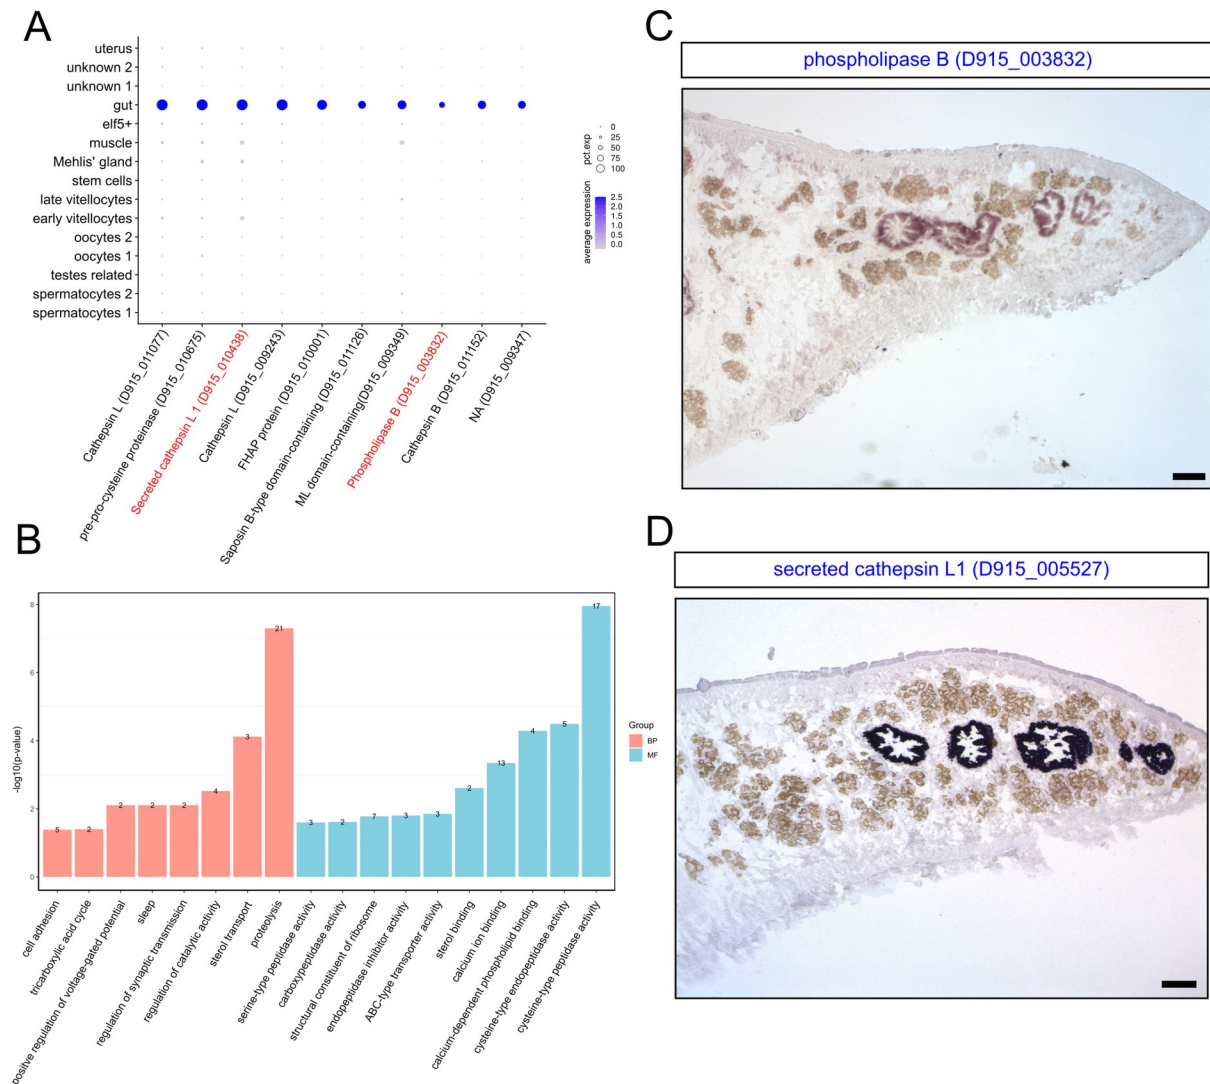 A
uterus
unknown 2
unknown 1
gut
elf5+
muscle
Mehlis' gland
stem cells
late vitellocytes
early vitellocytes
oocytes 2
oocytes 1
testes related
spermatocytes 2
spermatocytes 1
Cathepsin L (D915_011077)
pre-pro-cysteine proteinase (D915_010675)
Secreted cathepsin L 1 (D915_010438)
Cathepsin L (D915_009243)
FHAP protein (D915_010001)
Saposin B-type domain-containing (D915_011126)
ML domain-containing(D915_009349)
Phospholipase B (D915_003832)
Cathepsin B (D915_011152)
NA (D915_009347)
pct.exp
0
25
50
75
100
average expression
2.5
2.0
1.5
1.0
0.5
0.0
B
-log10(p-value)
8
6
4
2
0
5
2
2
2
2
4
3
21
3
2
7
3
3
2
13
4
5
17
cell adhesion
tricarboxylic acid cycle
positve regulation of voltage-gated potential
sleep
regulation of synaptic transmission
regulation of catalytic activity
sterol transport
proteolysis
serine-type peptidase activity
carboxypeptidase activity
structural constituent of ribosome
endopeptidase inhibitor activity
ABC-type transporter activity
sterol binding
calcium ion binding
calcium-dependent phospholipid binding
cysteine-type endopeptidase activity
cysteine-type peptidase activity
Group
BP
MF
C
phospholipase B (D915_003832)
D
secreted cathepsin L1 (D915_005527)